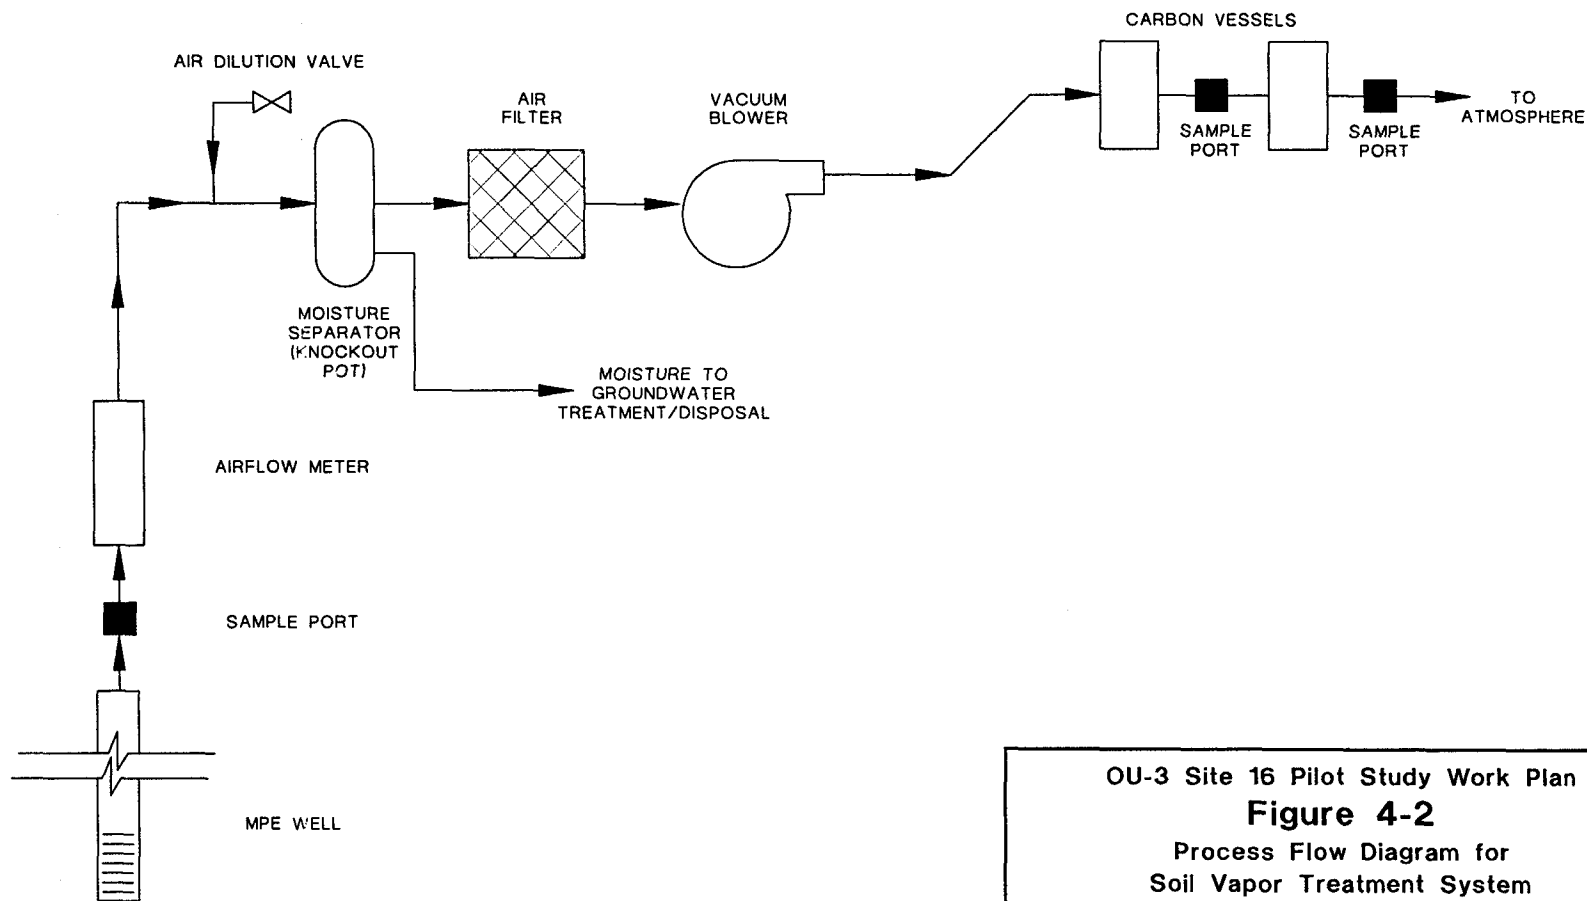 CARBON VESSELS
AIR DILUTION VALVE
AIR
FILTER
VACUUM
BLOWER
SAMPLE
PORT
SAMPLE
PORT
TO
ATMOSPHERE
MOISTURE
SEPARATOR
(KNOCKOUT
POT)
MOISTURE TO
GROUNDWATER
TREATMENT/DISPOSAL
AIRFLOW METER
SAMPLE PORT
MPE WELL
OU-3 Site 16 Pilot Study Work Plan
Figure 4-2
Process Flow Diagram for
Soil Vapor Treatment System